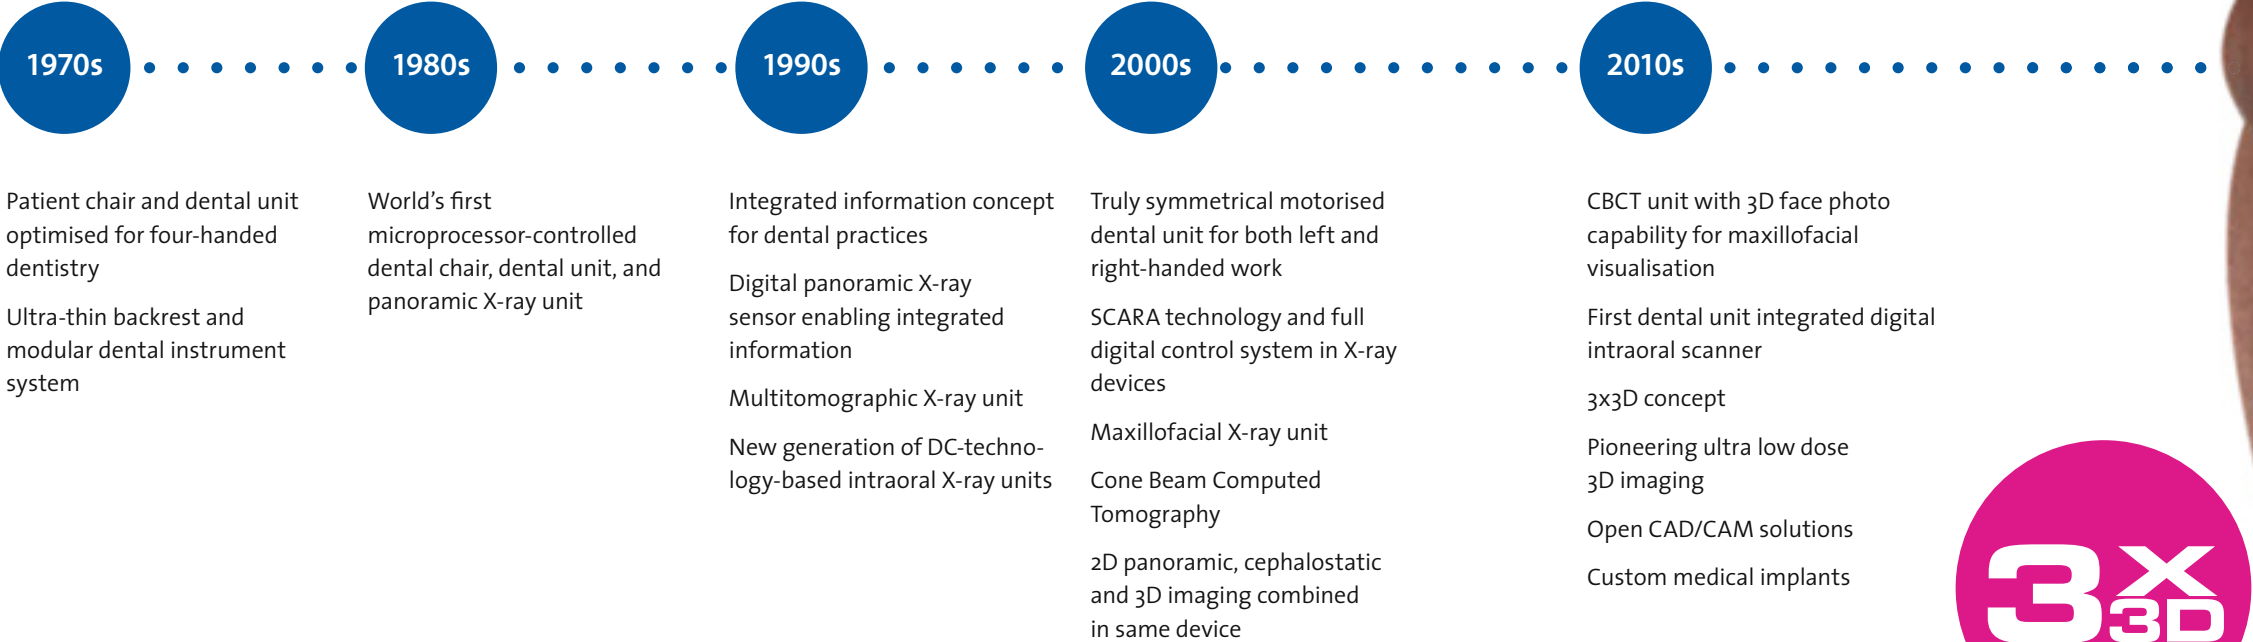 1970s
1980s
1990s
2000s
2010s
Patient chair and dental unit
optimised for four-handed
dentistry
Ultra-thin backrest and
modular dental instrument
system
World's first
microprocessor-controlled
dental chair, dental unit, and
panoramic X-ray unit
Integrated information concept
for dental practices
Digital panoramic X-ray
sensor enabling integrated
information
Multitomographic X-ray unit
New generation of DC-techno-
logy-based intraoral X-ray units
Truly symmetrical motorised
dental unit for both left and
right-handed work
SCARA technology and full
digital control system in X-ray
devices
Maxillofacial X-ray unit
Cone Beam Computed
Tomography
2D panoramic, cephalostatic
and 3D imaging combined
in same device
CBCT unit with 3D face photo
capability for maxillofacial
visualisation
First dental unit integrated digital
intraoral scanner
3x3D concept
Pioneering ultra low dose
3D imaging
Open CAD/CAM solutions
Custom medical implants
3X
3D